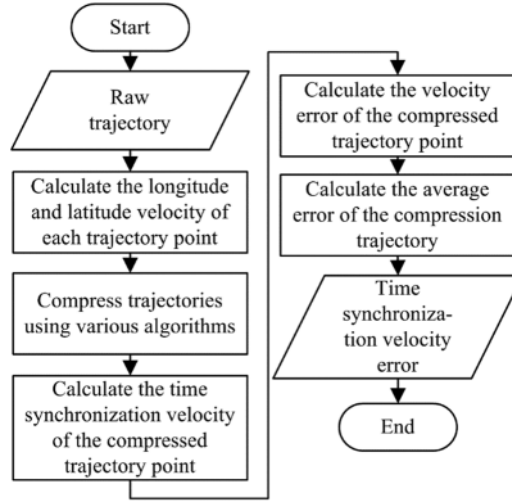 Start
Raw
trajectory
Calculate the longitude
and latitude velocity of
each trajectory point
Compress trajectories
using various algorithms
Calculate the time
synchronization velocity
of the compressed
trajectory point
Calculate the velocity
error of the compressed
trajectory point
Calculate the average
error of the compression
trajectory
Time
synchroniza-
tion velocity
error
End